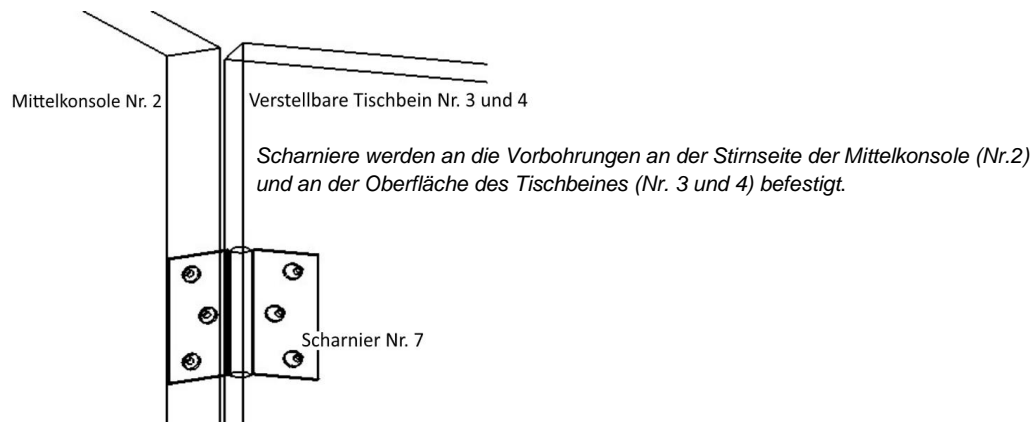 Mittelkonsole Nr. 2
Verstellbare Tischbein Nr. 3 und 4
Scharniere werden an die Vorbohrungen an der Stirnseite der Mittelkonsole (Nr.2)
und an der Oberfläche des Tischbeines (Nr. 3 und 4) befestigt.
Scharnier Nr. 7